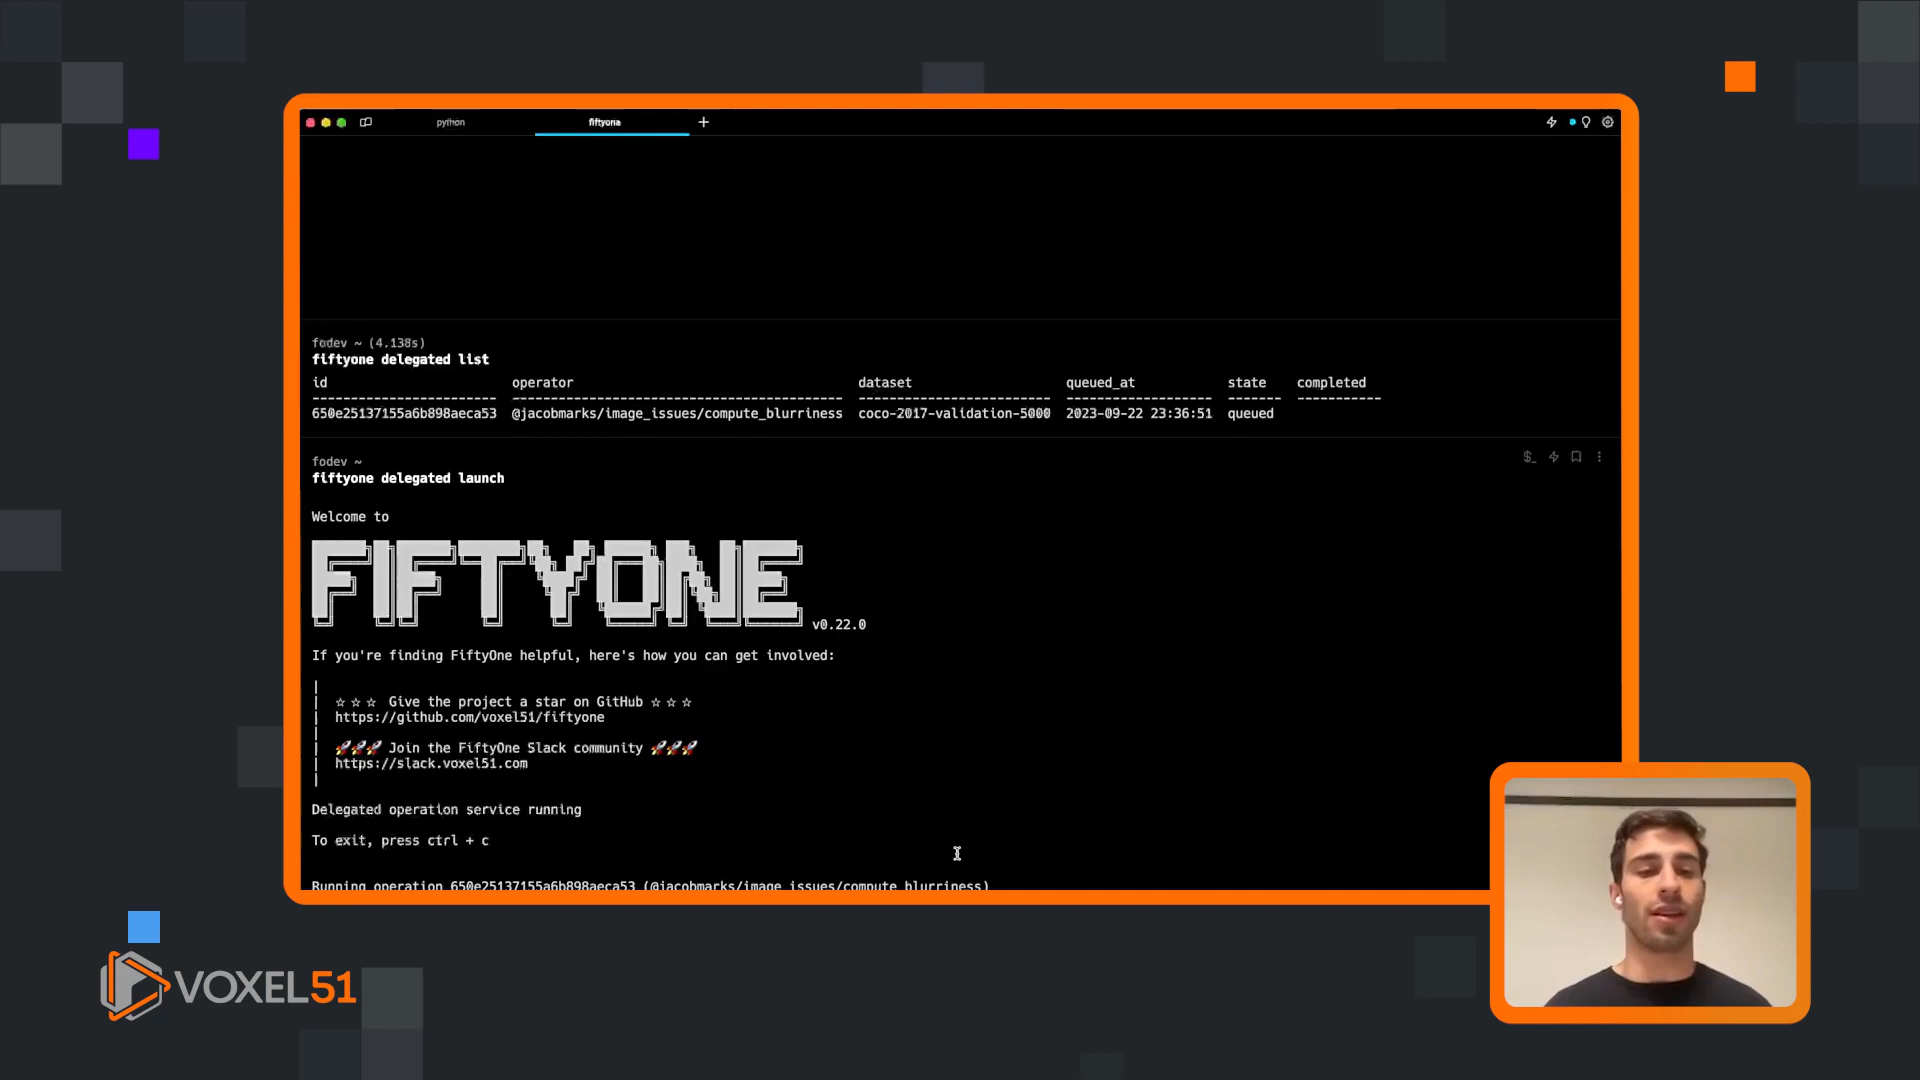 python
fiftyone
fodev ~ (4.138s)
fiftyone delegated list
id operator dataset queued_at state completed
650e25137155a6b898aeca53 @jacobmarks/image_issues/compute_blurriness coco-2017-validation-5000 2023-09-22 23:36:51 queued
fodev ~
fiftyone delegated launch
$_
Welcome to
FIFTYONE v0.22.0
If you're finding FiftyOne helpful, here's how you can get involved:
☆☆☆ Give the project a star on GitHub ☆☆☆
https://github.com/voxel51/fiftyone
🚀🚀🚀 Join the FiftyOne Slack community 🚀🚀🚀
https://slack.voxel51.com
Delegated operation service running
To exit, press ctrl + c
Running operation 650e25137155a6b898aeca53 (@jacobmarks/image_issues/compute_blurriness)
VOXEL51